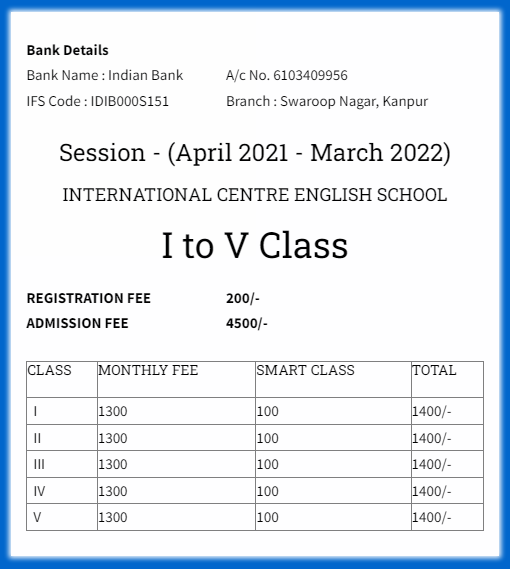 Bank Details
Bank Name : Indian Bank A/c No. 6103409956
IFS Code : IDIB000S151 Branch : Swaroop Nagar, Kanpur
Session - (April 2021 - March 2022)
INTERNATIONAL CENTRE ENGLISH SCHOOL
I to V Class
REGISTRATION FEE 200/-
ADMISSION FEE 4500/-
CLASS MONTHLY FEE SMART CLASS TOTAL
I 1300 100 1400/-
II 1300 100 1400/-
III 1300 100 1400/-
IV 1300 100 1400/-
V 1300 100 1400/-